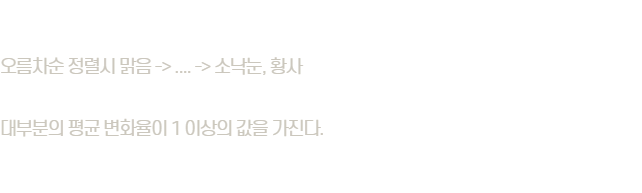 오름차순 정렬시 맑음 -> .... -> 소낙눈, 황사
대부분의 평균 변화율이 1 이상의 값을 가진다.